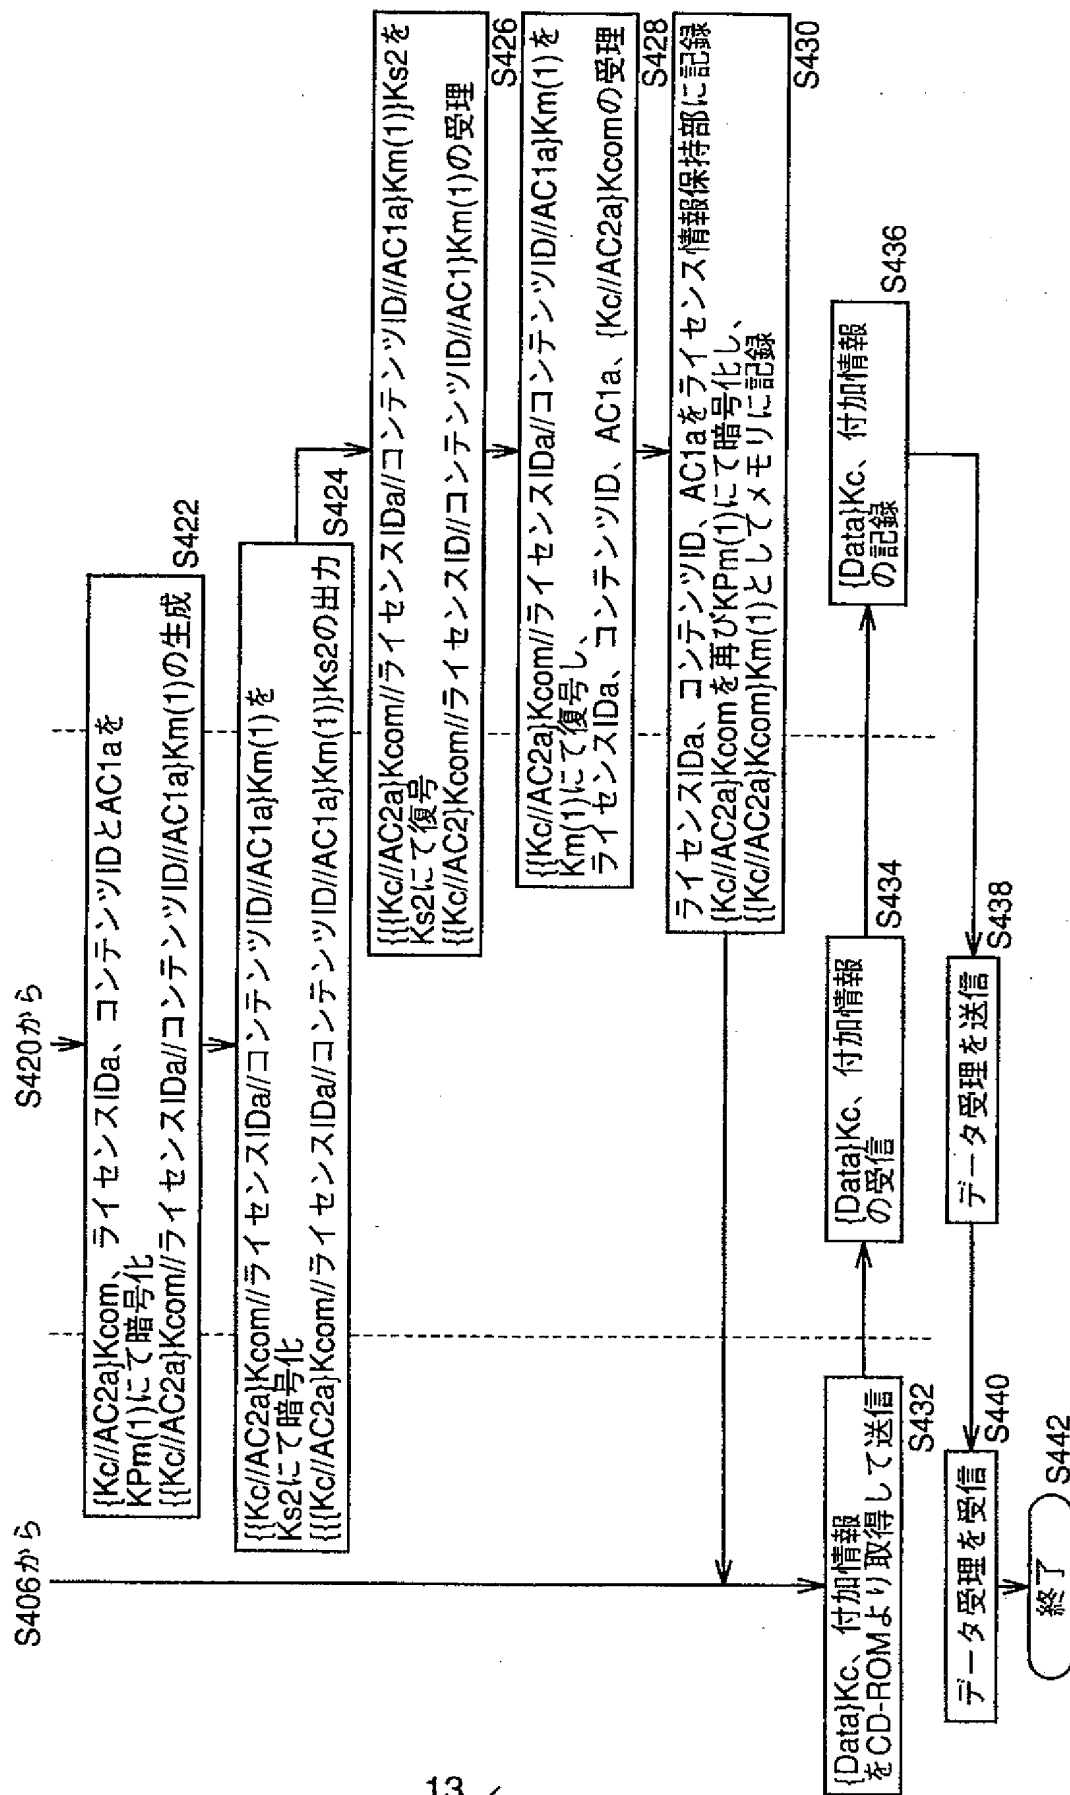 S406から
S420から
{Kc//AC2a}Kcom、ライセンスIDa、コンテンツIDとAC1aを
KPm(1)にて暗号化
{{Kc//AC2a}Kcom//ライセンスIDa//コンテンツID//AC1a}Km(1)の生成
S422
{{Kc//AC2a}Kcom//ライセンスIDa//コンテンツID//AC1a}Km(1)を
Ks2にて暗号化
{{{Kc//AC2a}Kcom//ライセンスIDa//コンテンツID//AC1a}Km(1)}Ks2の出力
S424
{{{Kc//AC2a}Kcom//ライセンスIDa//コンテンツID//AC1a}Km(1)}Ks2を
Ks2にて復号
{{Kc//AC2}Kcom//ライセンスID//コンテンツID//AC1}Km(1)の受理
S426
{{Kc//AC2a}Kcom//ライセンスIDa//コンテンツID//AC1a}Km(1)を
Km(1)にて復号し、
ライセンスIDa、コンテンツID、AC1a、{Kc//AC2a}Kcomの受理
S428
ライセンスIDa、コンテンツID、AC1aをライセンス情報保持部に記録
{Kc//AC2a}Kcomを再びKPm(1)にて暗号化し、
{{Kc//AC2a}Kcom}Km(1)としてメモリに記録
S430
{Data}Kc、付加情報
をCD-ROMより取得して送信
S432
{Data}Kc、付加情報
の受信
S434
{Data}Kc、付加情報
の記録
S436
データ受理を送信
S438
データ受理を受信
S440
終了
S442
13